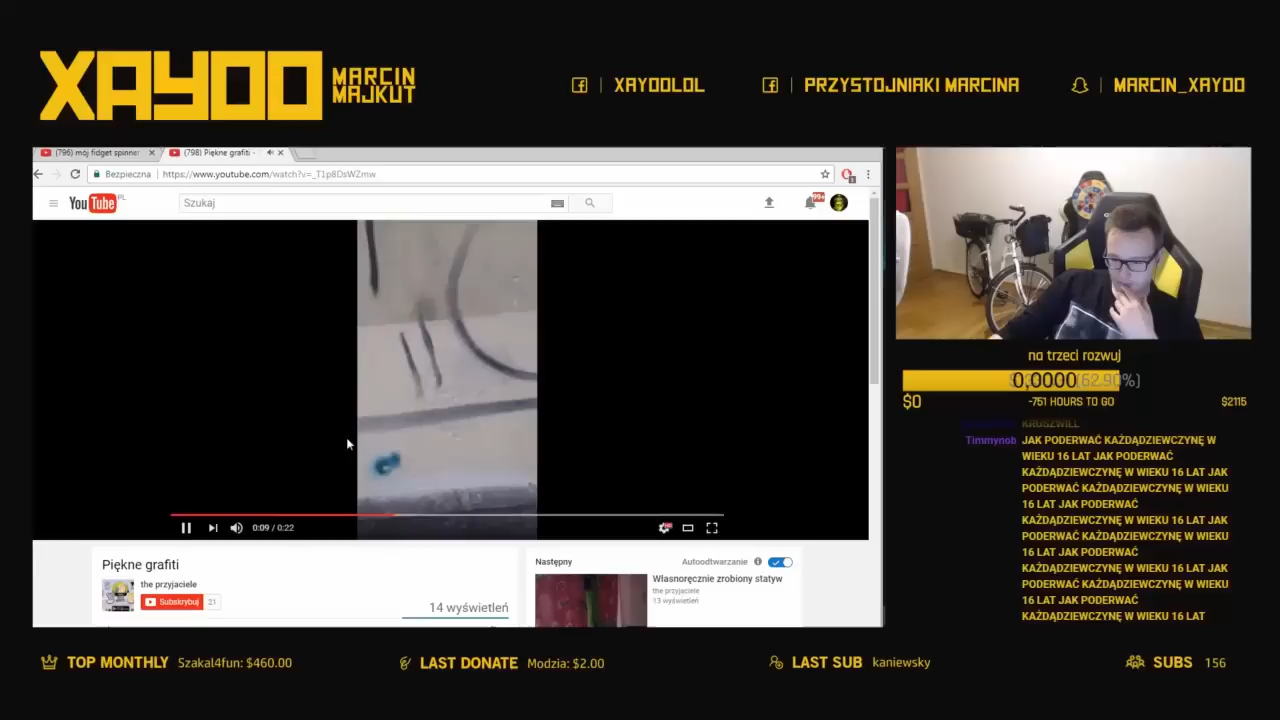 XAYOO
MARCIN
MAJKUT
XAYOOLOL
PRZYSTOJNIAKI MARCINA
MARCIN_XAYOO
(796) mój fidget spinner
(798) Piękne grafiti -
Bezpieczna
https://www.youtube.com/watch?v=_T1p8DsWZmw
YouTube PL
Szukaj
99+
0:09 / 0:22
Piękne grafiti
the przyjaciele
Subskrybuj 21
14 wyświetleń
Następny
Autoodtwarzanie
Własnoręcznie zrobiony statyw
the przyjaciele
13 wyświetleń
na trzeci rozwuj
0,0000 (62.90%)
$0
-751 HOURS TO GO
$2115
KRUSZWILL
Timmynob JAK PODERWAĆ KAŻDĄDZIEWCZYNĘ W
WIEKU 16 LAT JAK PODERWAĆ
KAŻDĄDZIEWCZYNĘ W WIEKU 16 LAT JAK
PODERWAĆ KAŻDĄDZIEWCZYNĘ W WIEKU
16 LAT JAK PODERWAĆ
KAŻDĄDZIEWCZYNĘ W WIEKU 16 LAT JAK
PODERWAĆ KAŻDĄDZIEWCZYNĘ W WIEKU
16 LAT JAK PODERWAĆ
KAŻDĄDZIEWCZYNĘ W WIEKU 16 LAT JAK
PODERWAĆ KAŻDĄDZIEWCZYNĘ W WIEKU
16 LAT JAK PODERWAĆ
KAŻDĄDZIEWCZYNĘ W WIEKU 16 LAT
TOP MONTHLY Szakal4fun: $460.00
LAST DONATE Modzia: $2.00
LAST SUB kaniewsky
SUBS 156